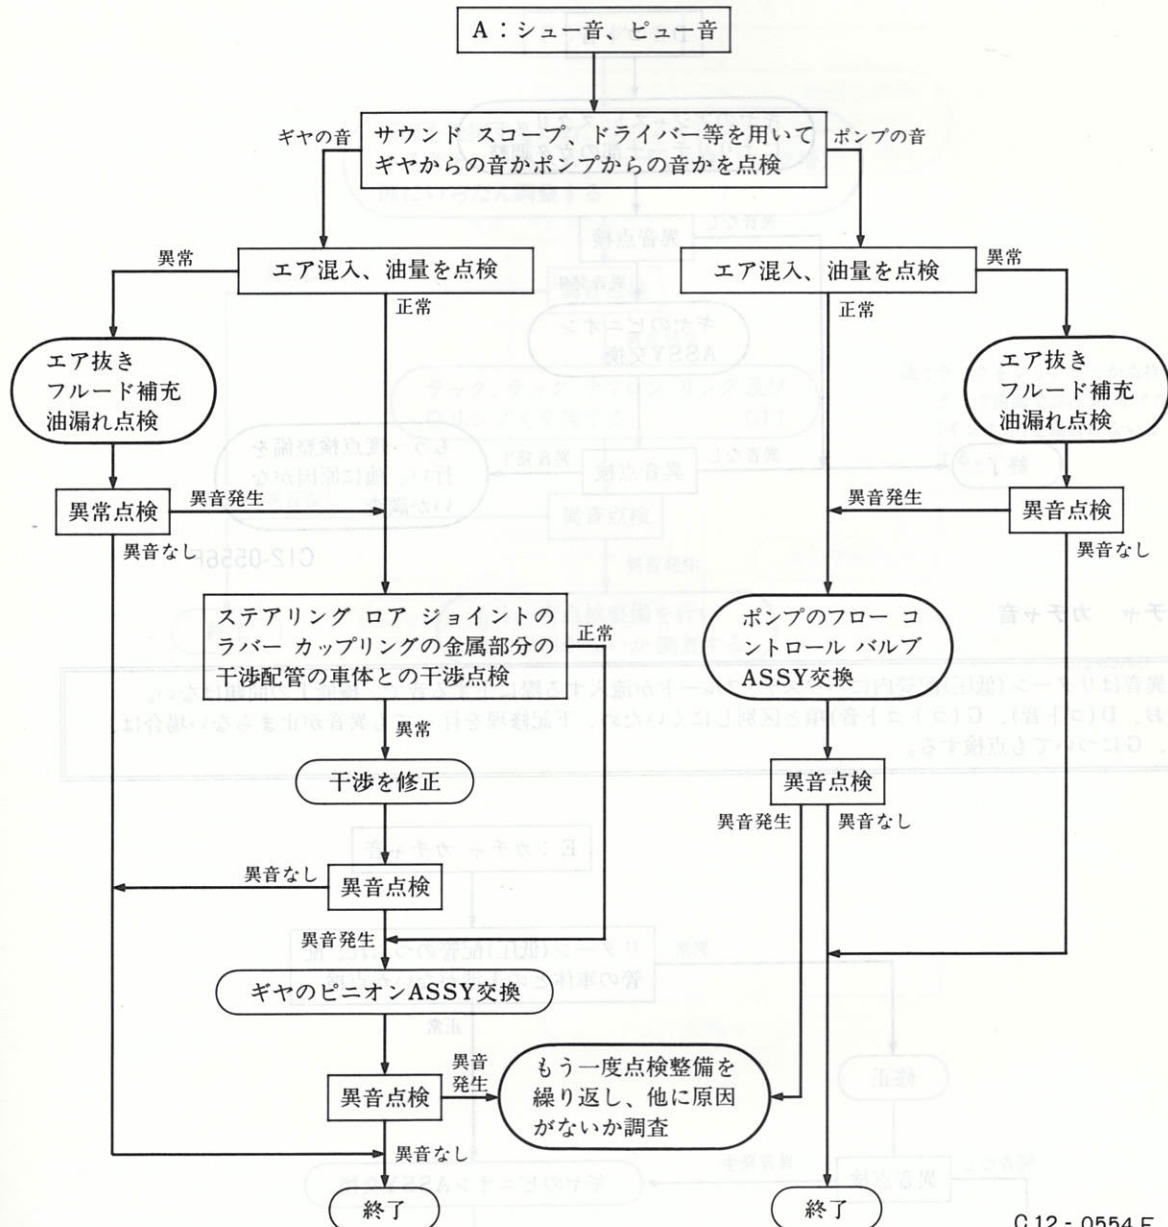 A：シュー音、ピュー音
ギヤの音
サウンド スコープ、ドライバー等を用いて
ギヤからの音かポンプからの音かを点検
ポンプの音
異常
エア混入、油量を点検
正常
エア混入、油量を点検
異常
正常
エア抜き
フルード補充
油漏れ点検
エア抜き
フルード補充
油漏れ点検
異常点検
異音発生
異音なし
異音発生
異音点検
異音なし
ステアリング ロア ジョイントの
ラバー カップリングの金属部分の
干渉配管の車体との干渉点検
正常
異常
ポンプのフロー
ントロール バルブ
ASSY交換
干渉を修正
異音点検
異音発生
異音なし
異音なし
異音点検
異音発生
ギヤのピニオンASSY交換
異音点検
異音
発生
もう一度点検整備を
繰り返し、他に原因
がないか調査
異音なし
終了
終了
C12-0554F